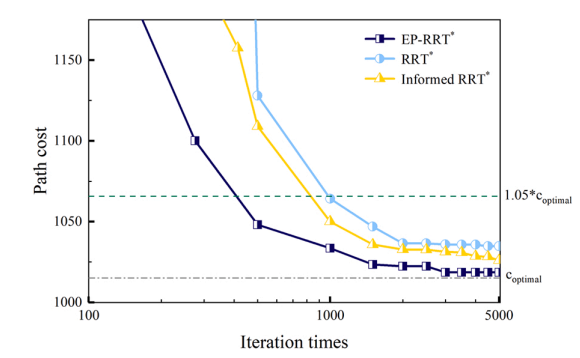 EP-RRT*
RRT*
Informed RRT*
1150
1100
1050
1000
Path cost
1.05*c_optimal
c_optimal
100
1000
5000
Iteration times